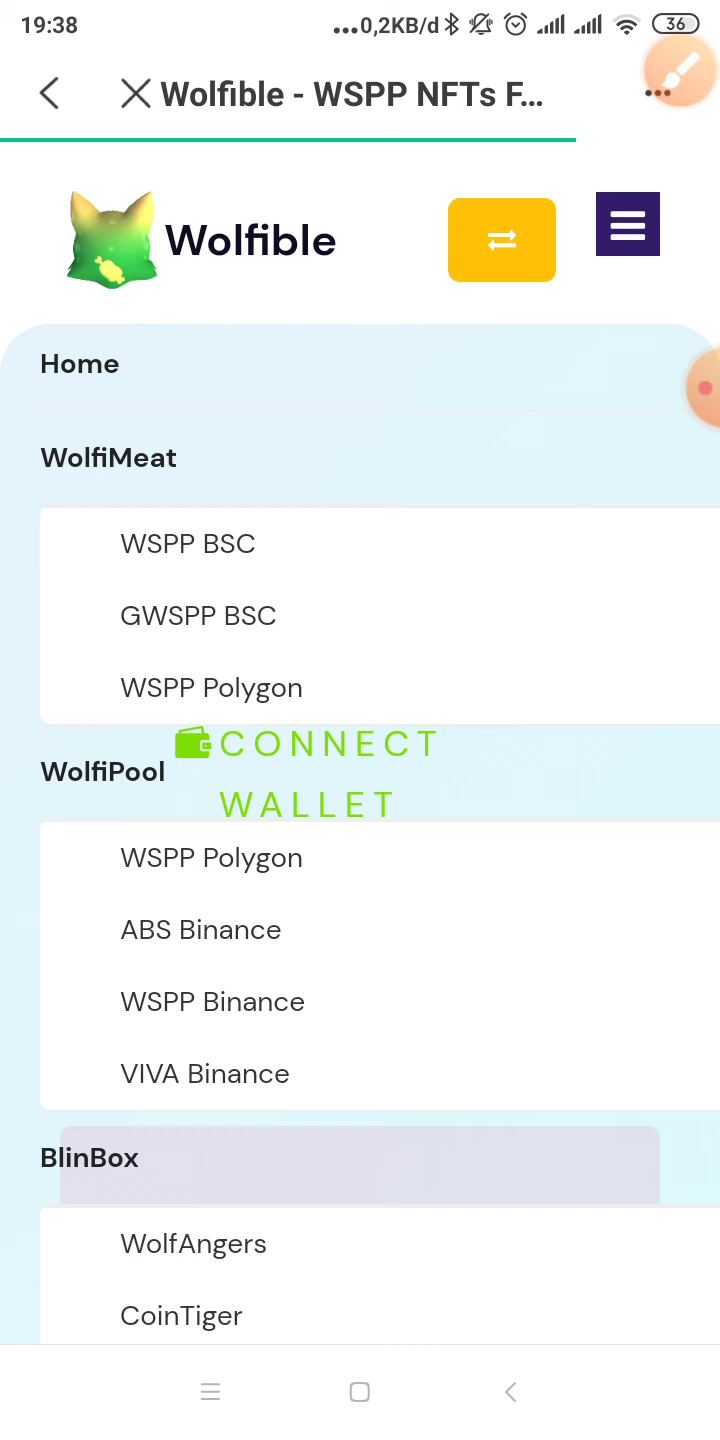 19:38 ...0,2KB/d 36
Wolfible - WSPP NFTs F...
Wolfible
Home
WolfiMeat
WSPP BSC
GWSPP BSC
WSPP Polygon
CONNECT
WolfiPool
WALLET
WSPP Polygon
ABS Binance
WSPP Binance
VIVA Binance
BlinBox
WolfAngers
CoinTiger